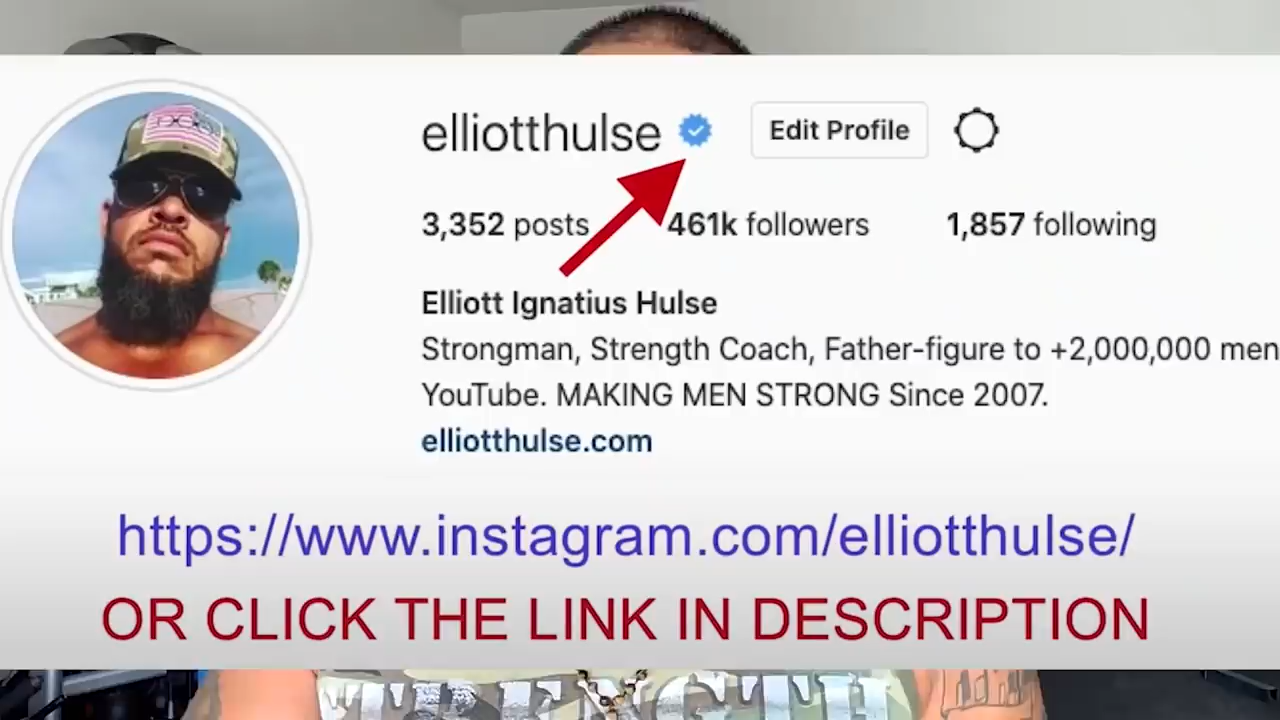 elliotthulse Edit Profile
3,352 posts 461k followers 1,857 following
Elliott Ignatius Hulse
Strongman, Strength Coach, Father-figure to +2,000,000 men
YouTube. MAKING MEN STRONG Since 2007.
elliotthulse.com
https://www.instagram.com/elliotthulse/
OR CLICK THE LINK IN DESCRIPTION